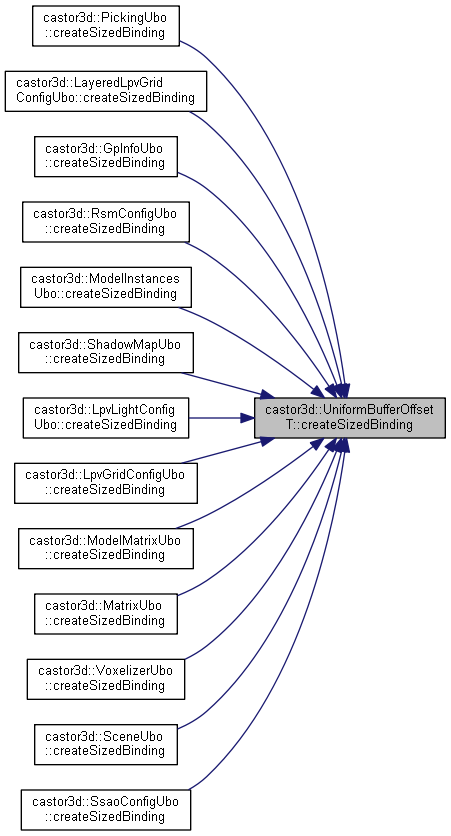 castor3d::PickingUbo
::createSizedBinding
castor3d::LayeredLpvGrid
ConfigUbo::createSizedBinding
castor3d::GpInfoUbo
::createSizedBinding
castor3d::RsmConfigUbo
::createSizedBinding
castor3d::ModelInstances
Ubo::createSizedBinding
castor3d::ShadowMapUbo
::createSizedBinding
castor3d::LpvLightConfig
Ubo::createSizedBinding
castor3d::UniformBufferOffset
T::createSizedBinding
castor3d::LpvGridConfigUbo
::createSizedBinding
castor3d::ModelMatrixUbo
::createSizedBinding
castor3d::MatrixUbo
::createSizedBinding
castor3d::VoxelizerUbo
::createSizedBinding
castor3d::SceneUbo
::createSizedBinding
castor3d::SsaoConfigUbo
::createSizedBinding